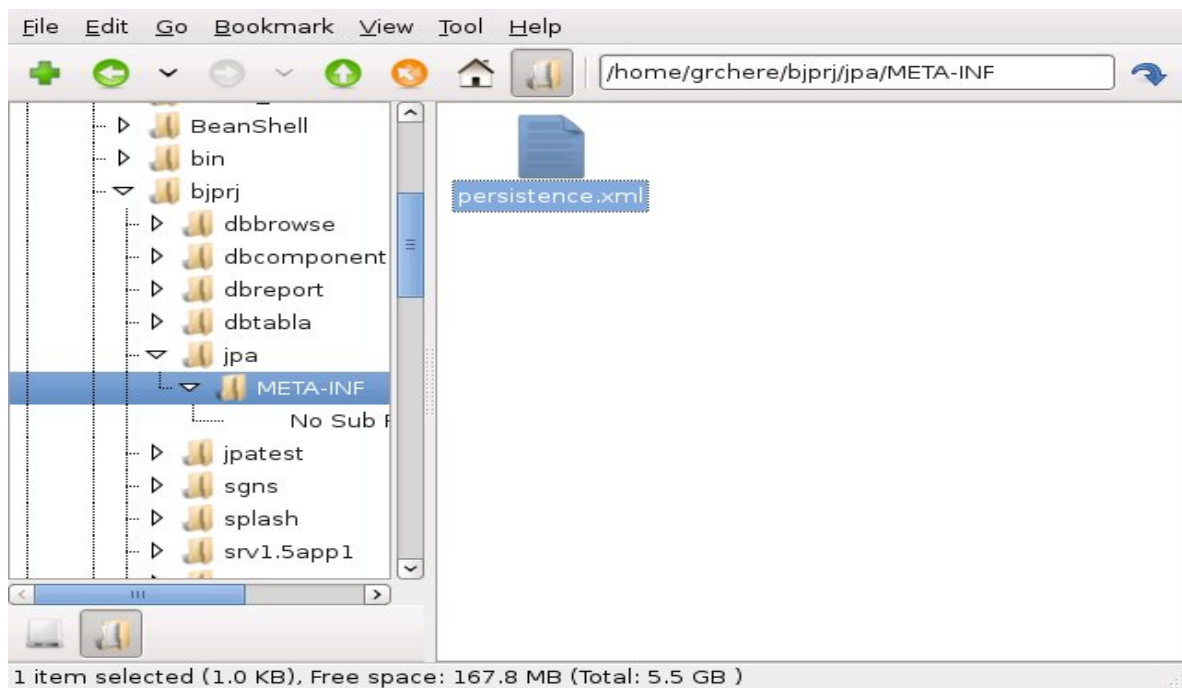 File Edit Go Bookmark View Tool Help
/home/grchere/bjprj/jpa/META-INF
BeanShell
bin
bjprj
dbbrowse
dbcomponent
dbreport
dbtabla
jpa
META-INF
No Sub
jpatest
sgns
splash
srv1.5app1
persistence.xml
1 item selected (1.0 KB), Free space: 167.8 MB (Total: 5.5 GB )